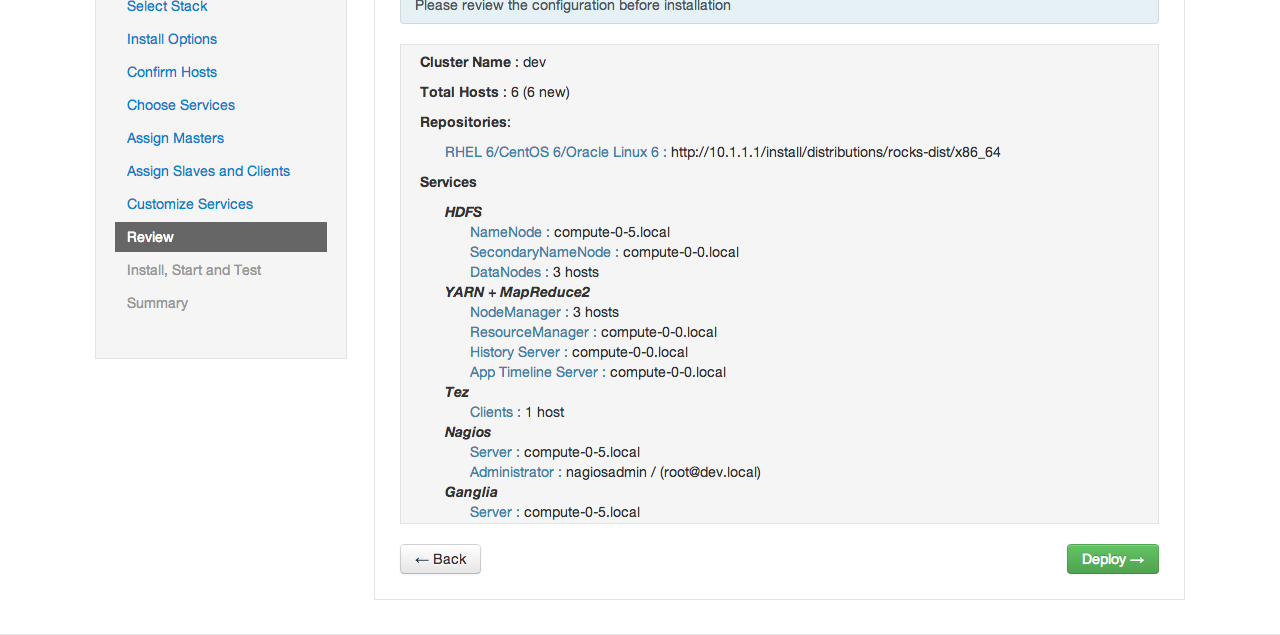 Select Stack
Install Options
Confirm Hosts
Choose Services
Assign Masters
Assign Slaves and Clients
Customize Services
Review
Install, Start and Test
Summary
Please review the configuration before installation
Cluster Name : dev
Total Hosts : 6 (6 new)
Repositories:
RHEL 6/CentOS 6/Oracle Linux 6 : http://10.1.1.1/install/distributions/rocks-dist/x86_64
Services
HDFS
NameNode : compute-0-5.local
SecondaryNameNode : compute-0-0.local
DataNodes : 3 hosts
YARN + MapReduce2
NodeManager : 3 hosts
ResourceManager : compute-0-0.local
History Server : compute-0-0.local
App Timeline Server : compute-0-0.local
Tez
Clients : 1 host
Nagios
Server : compute-0-5.local
Administrator : nagiosadmin / (root@dev.local)
Ganglia
Server : compute-0-5.local
← Back
Deploy →